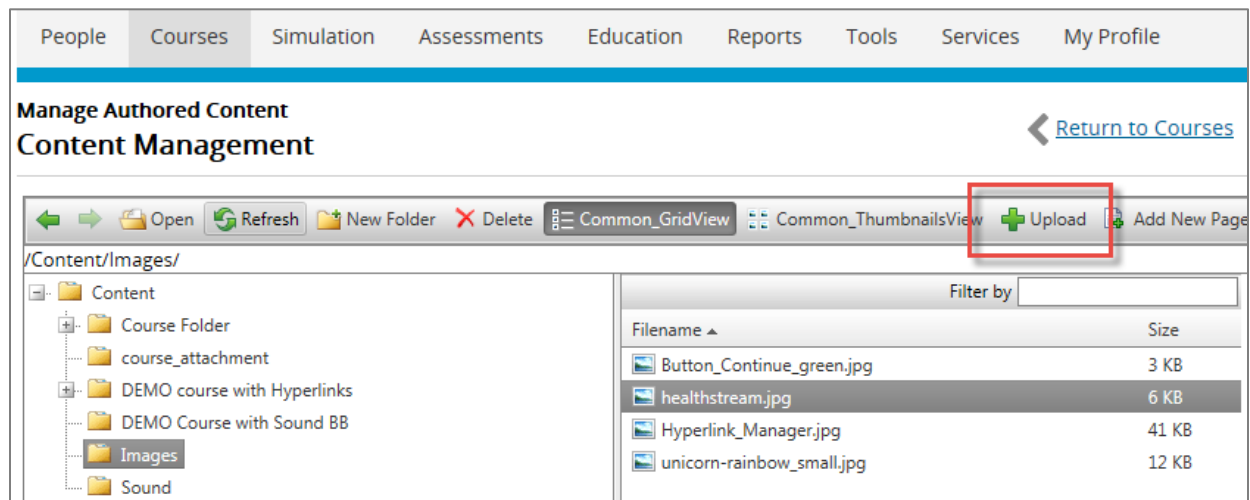 People Courses Simulation Assessments Education Reports Tools Services My Profile
Manage Authored Content
Content Management
Return to Courses
Open Refresh New Folder Delete Common_GridView Common_ThumbnailsView Upload Add New Page
/Content/Images/
Content
Course Folder
course_attachment
DEMO course with Hyperlinks
DEMO Course with Sound BB
Images
Sound
Filter by
Filename Size
Button_Continue_green.jpg 3 KB
healthstream.jpg 6 KB
Hyperlink_Manager.jpg 41 KB
unicorn-rainbow_small.jpg 12 KB